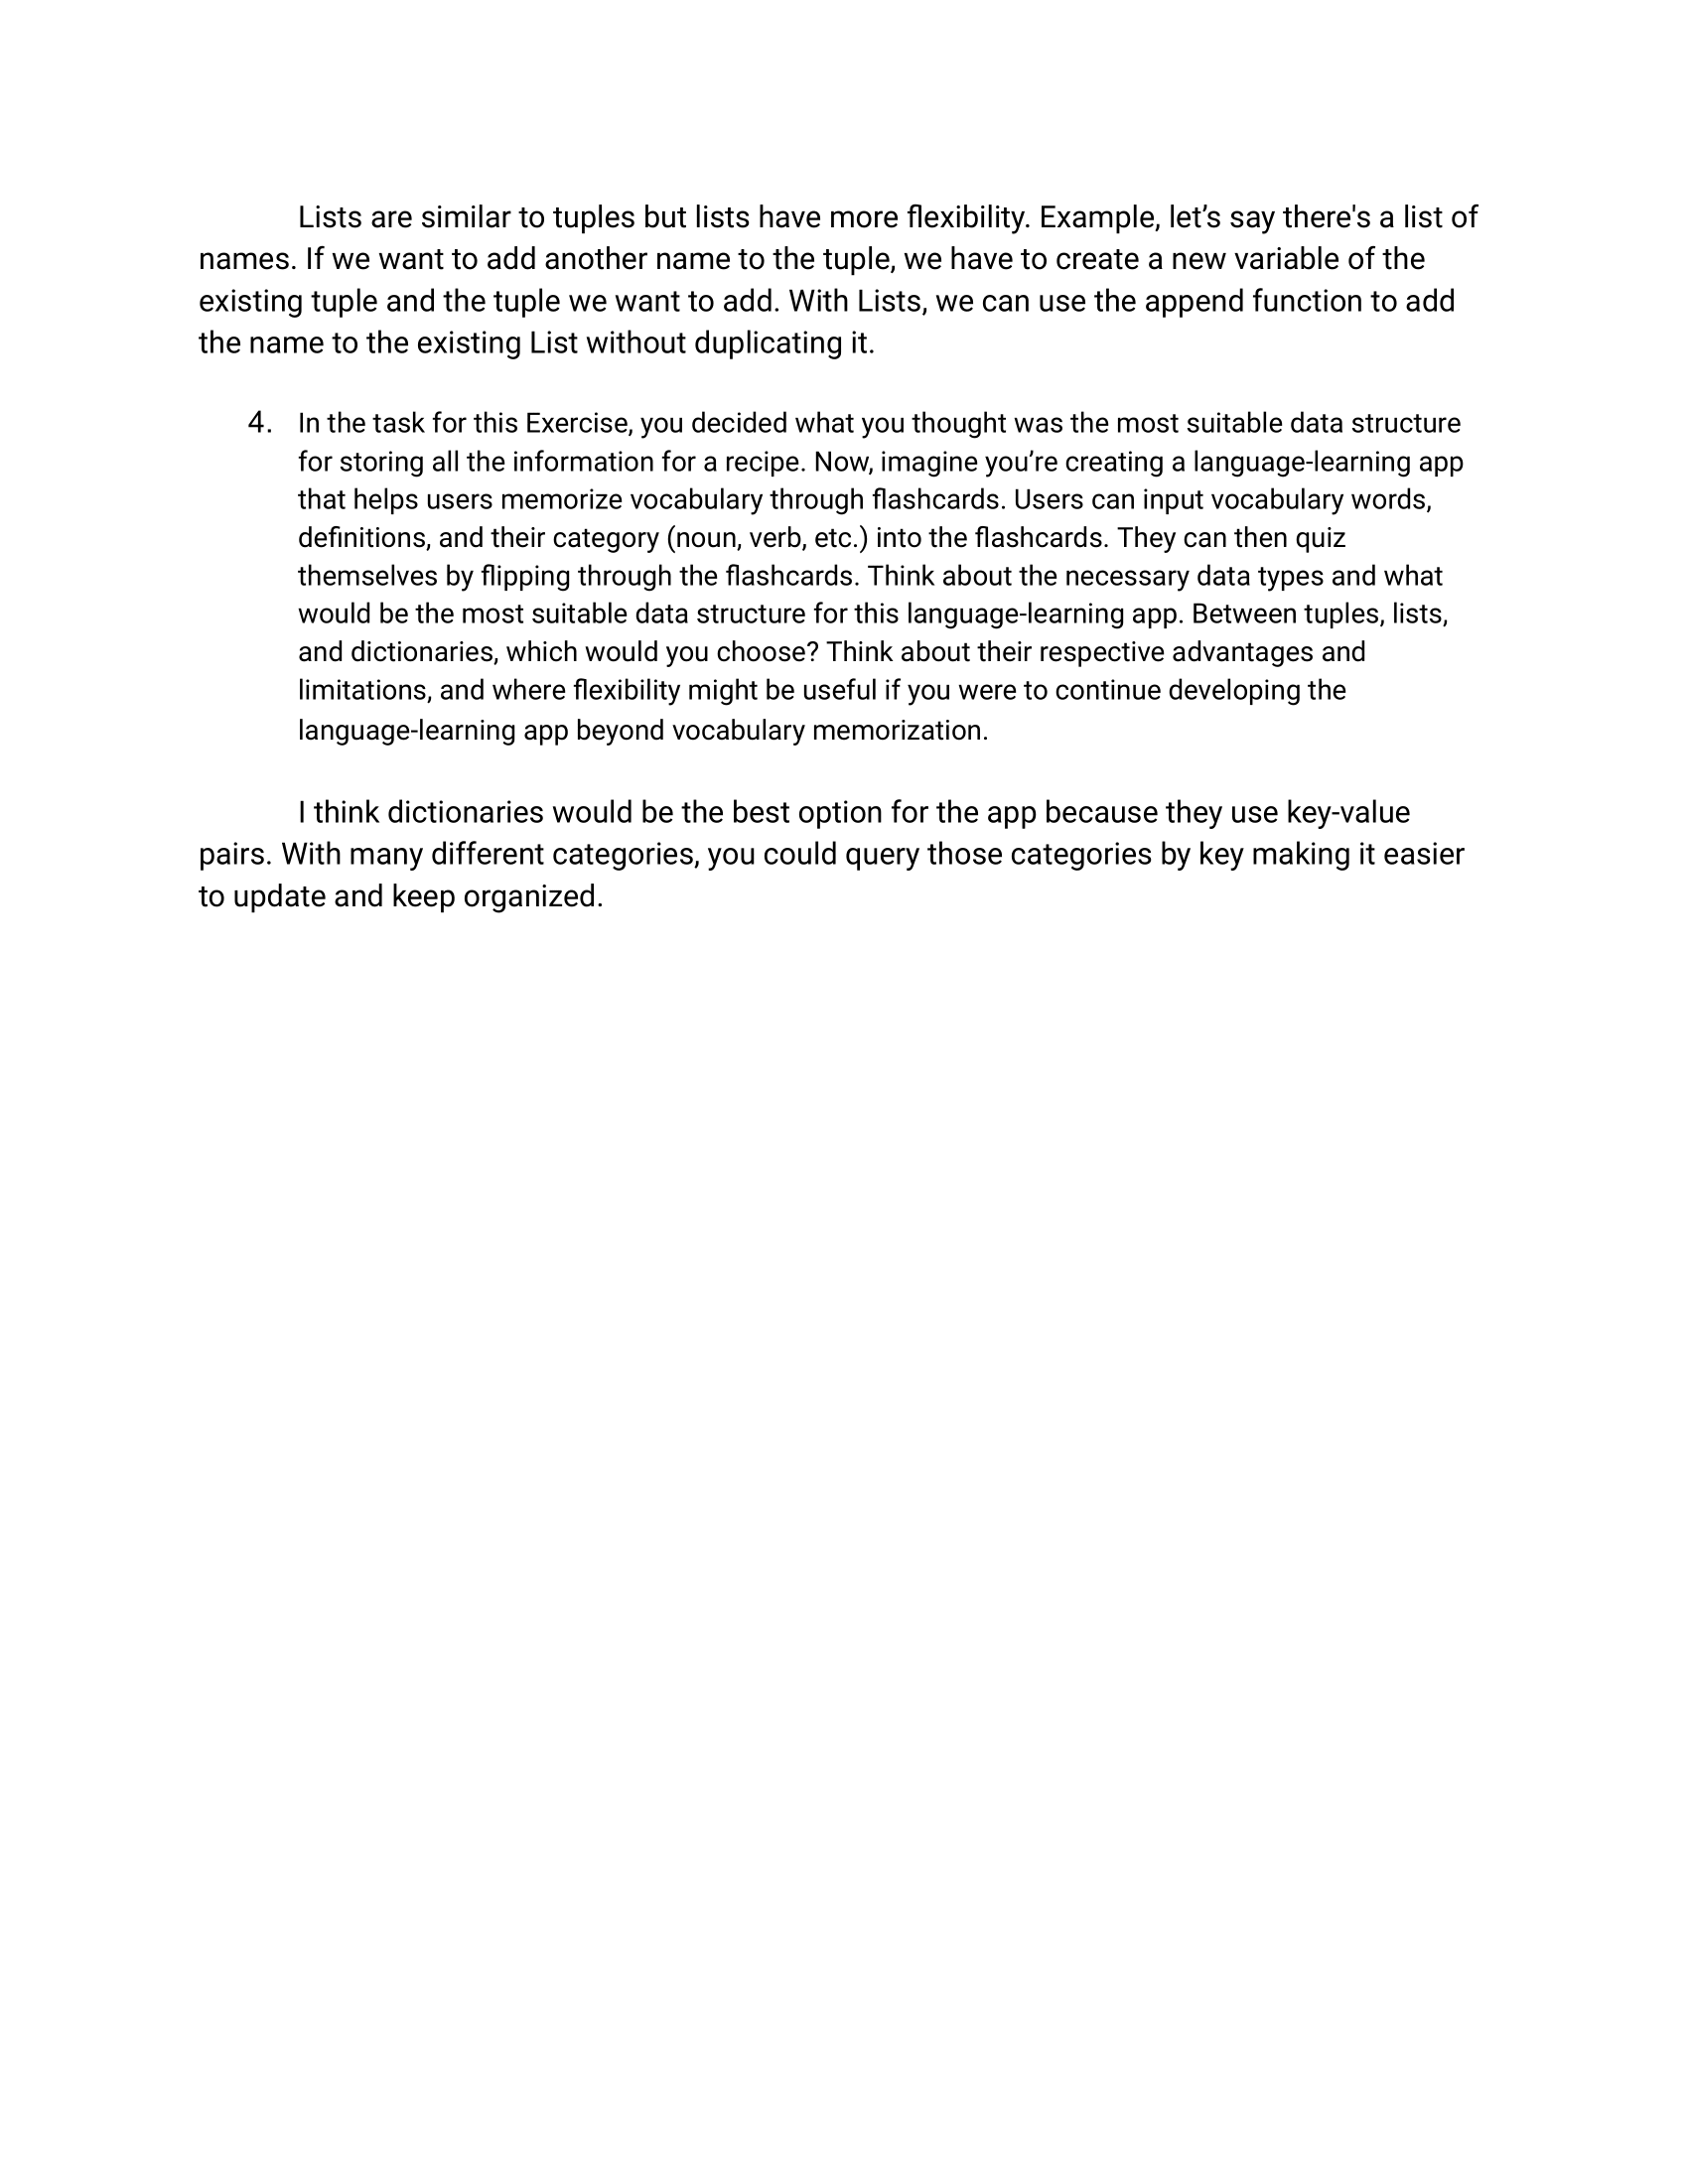 Lists are similar to tuples but lists have more flexibility. Example, let’s say there's a list of
names. If we want to add another name to the tuple, we have to create a new variable of the
existing tuple and the tuple we want to add. With Lists, we can use the append function to add
the name to the existing List without duplicating it.
4. In the task for this Exercise, you decided what you thought was the most suitable data structure
for storing all the information for a recipe. Now, imagine you’re creating a language-learning app
that helps users memorize vocabulary through flashcards. Users can input vocabulary words,
definitions, and their category (noun, verb, etc.) into the flashcards. They can then quiz
themselves by flipping through the flashcards. Think about the necessary data types and what
would be the most suitable data structure for this language-learning app. Between tuples, lists,
and dictionaries, which would you choose? Think about their respective advantages and
limitations, and where flexibility might be useful if you were to continue developing the
language-learning app beyond vocabulary memorization.
I think dictionaries would be the best option for the app because they use key-value
pairs. With many different categories, you could query those categories by key making it easier
to update and keep organized.